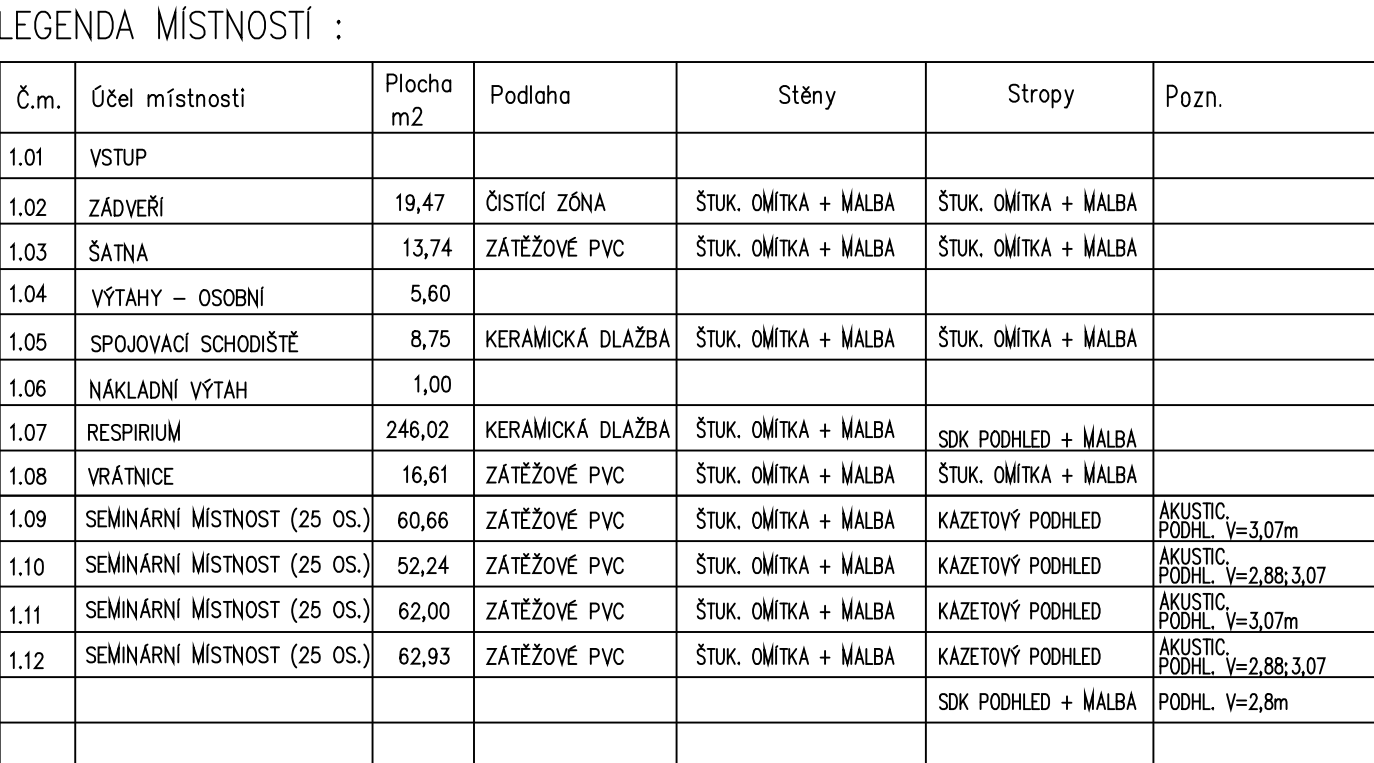 LEGENDA MÍSTNOSTÍ :
Č.m. Účel místnosti Plocha m2 Podlaha Stěny Stropy Pozn.
1.01 VSTUP
1.02 ZÁDVEŘÍ 19,47 ČISTÍCÍ ZÓNA ŠTUK. OMÍTKA + MALBA ŠTUK. OMÍTKA + MALBA
1.03 ŠATNA 13,74 ZÁTĚŽOVÉ PVC ŠTUK. OMÍTKA + MALBA ŠTUK. OMÍTKA + MALBA
1.04 VÝTAHY – OSOBNÍ 5,60
1.05 SPOJOVACÍ SCHODIŠTĚ 8,75 KERAMICKÁ DLAŽBA ŠTUK. OMÍTKA + MALBA ŠTUK. OMÍTKA + MALBA
1.06 NÁKLADNÍ VÝTAH 1,00
1.07 RESPIRIUM 246,02 KERAMICKÁ DLAŽBA ŠTUK. OMÍTKA + MALBA SDK PODHLED + MALBA
1.08 VRÁTNICE 16,61 ZÁTĚŽOVÉ PVC ŠTUK. OMÍTKA + MALBA ŠTUK. OMÍTKA + MALBA
1.09 SEMINÁRNÍ MÍSTNOST (25 OS.) 60,66 ZÁTĚŽOVÉ PVC ŠTUK. OMÍTKA + MALBA KAZETOVÝ PODHLED AKUSTIC. PODHL. V=3,07m
1.10 SEMINÁRNÍ MÍSTNOST (25 OS.) 52,24 ZÁTĚŽOVÉ PVC ŠTUK. OMÍTKA + MALBA KAZETOVÝ PODHLED AKUSTIC. PODHL. V=2,88;3,07
1.11 SEMINÁRNÍ MÍSTNOST (25 OS.) 62,00 ZÁTĚŽOVÉ PVC ŠTUK. OMÍTKA + MALBA KAZETOVÝ PODHLED AKUSTIC. PODHL. V=3,07m
1.12 SEMINÁRNÍ MÍSTNOST (25 OS.) 62,93 ZÁTĚŽOVÉ PVC ŠTUK. OMÍTKA + MALBA KAZETOVÝ PODHLED AKUSTIC. PODHL. V=2,88;3,07
SDK PODHLED + MALBA PODHL. V=2,8m